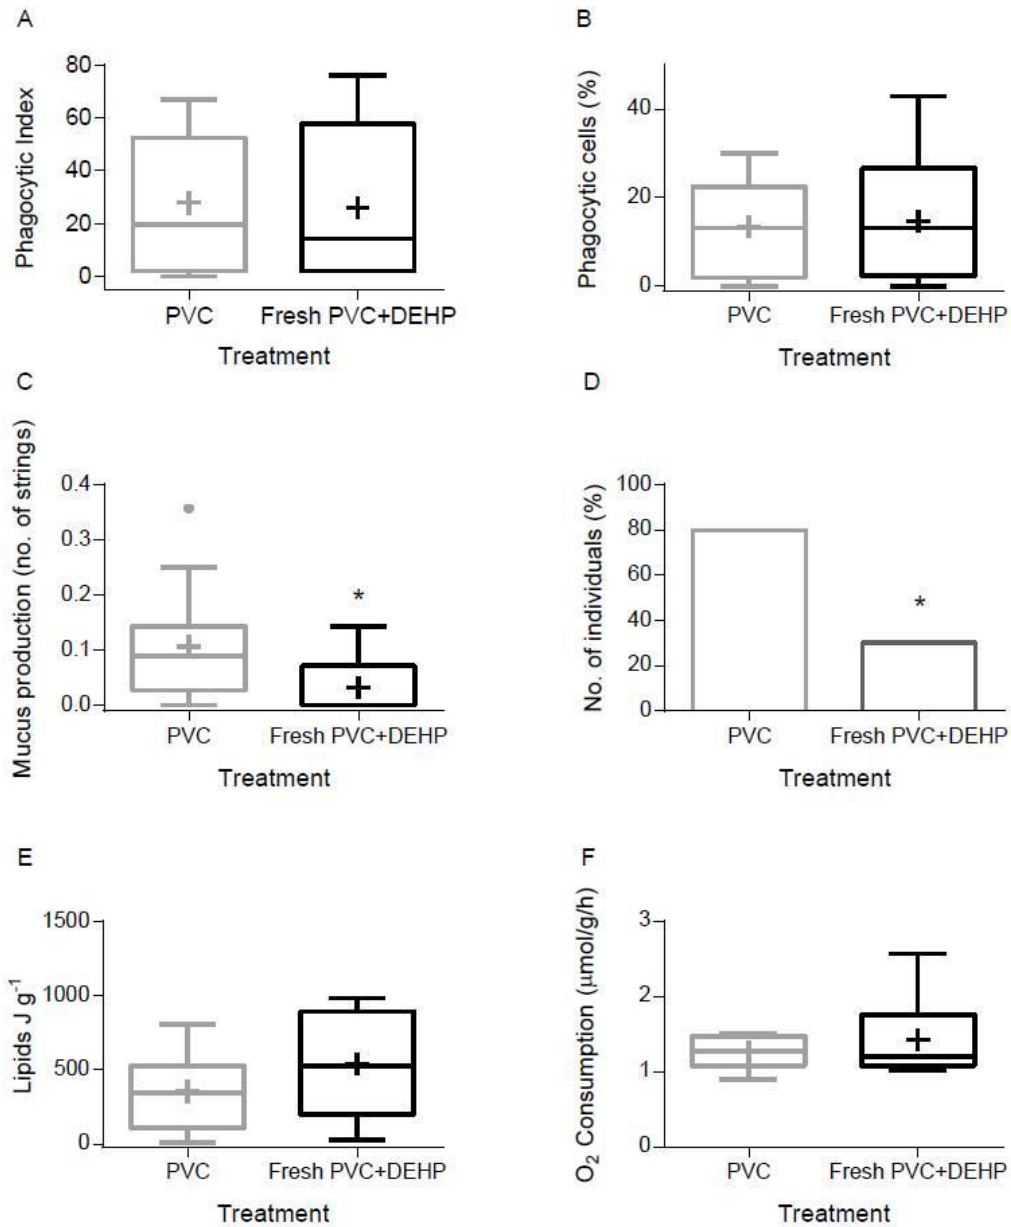 A
Phagocytic Index
80
60
40
20
0
PVC Fresh PVC+DEHP
Treatment
B
Phagocytic cells (%)
40
20
0
PVC Fresh PVC+DEHP
Treatment
C
Mucus production (no. of strings)
0.4
0.3
0.2
0.1
0.0
*
PVC Fresh PVC+DEHP
Treatment
D
No. of individuals (%)
100
80
60
40
20
0
*
PVC Fresh PVC+DEHP
Treatment
E
Lipids J g⁻¹
1500
1000
500
0
PVC Fresh PVC+DEHP
Treatment
F
O₂ Consumption (μmol/g/h)
3
2
1
0
PVC Fresh PVC+DEHP
Treatment